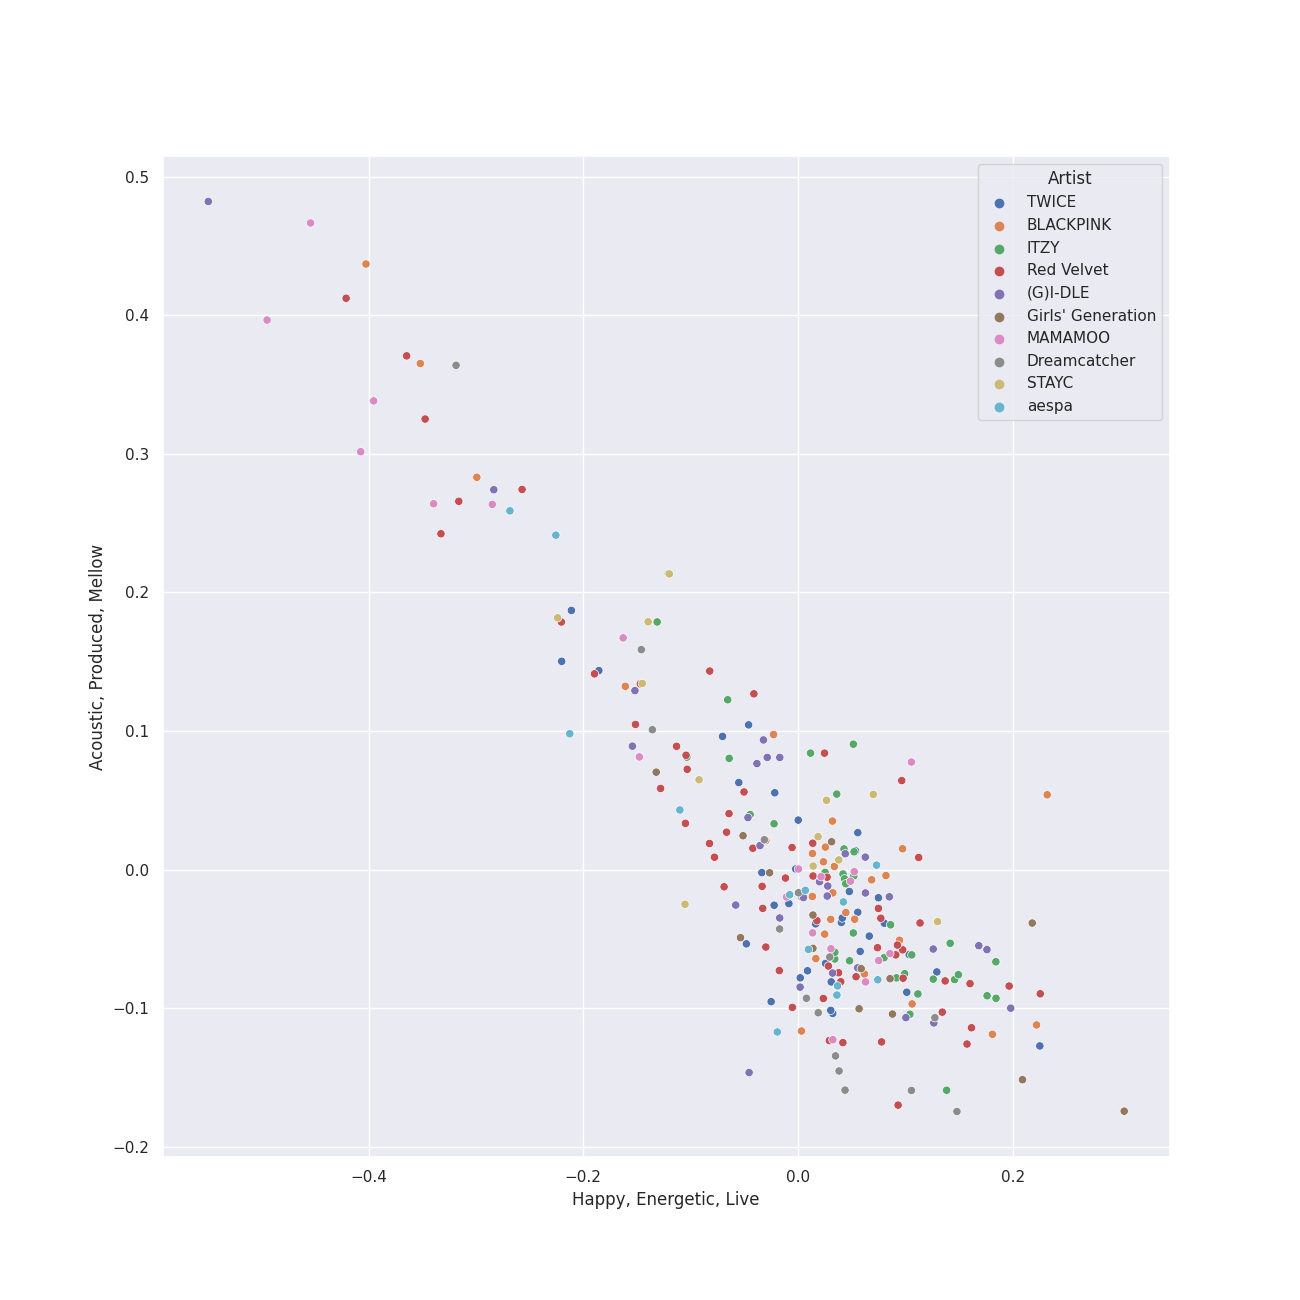 Artist
TWICE
BLACKPINK
ITZY
Red Velvet
(G)I-DLE
Girls' Generation
MAMAMOO
Dreamcatcher
STAYC
aespa
0.5
0.4
0.3
0.2
0.1
0.0
−0.1
−0.2
Acoustic, Produced, Mellow
−0.4
−0.2
0.0
0.2
Happy, Energetic, Live